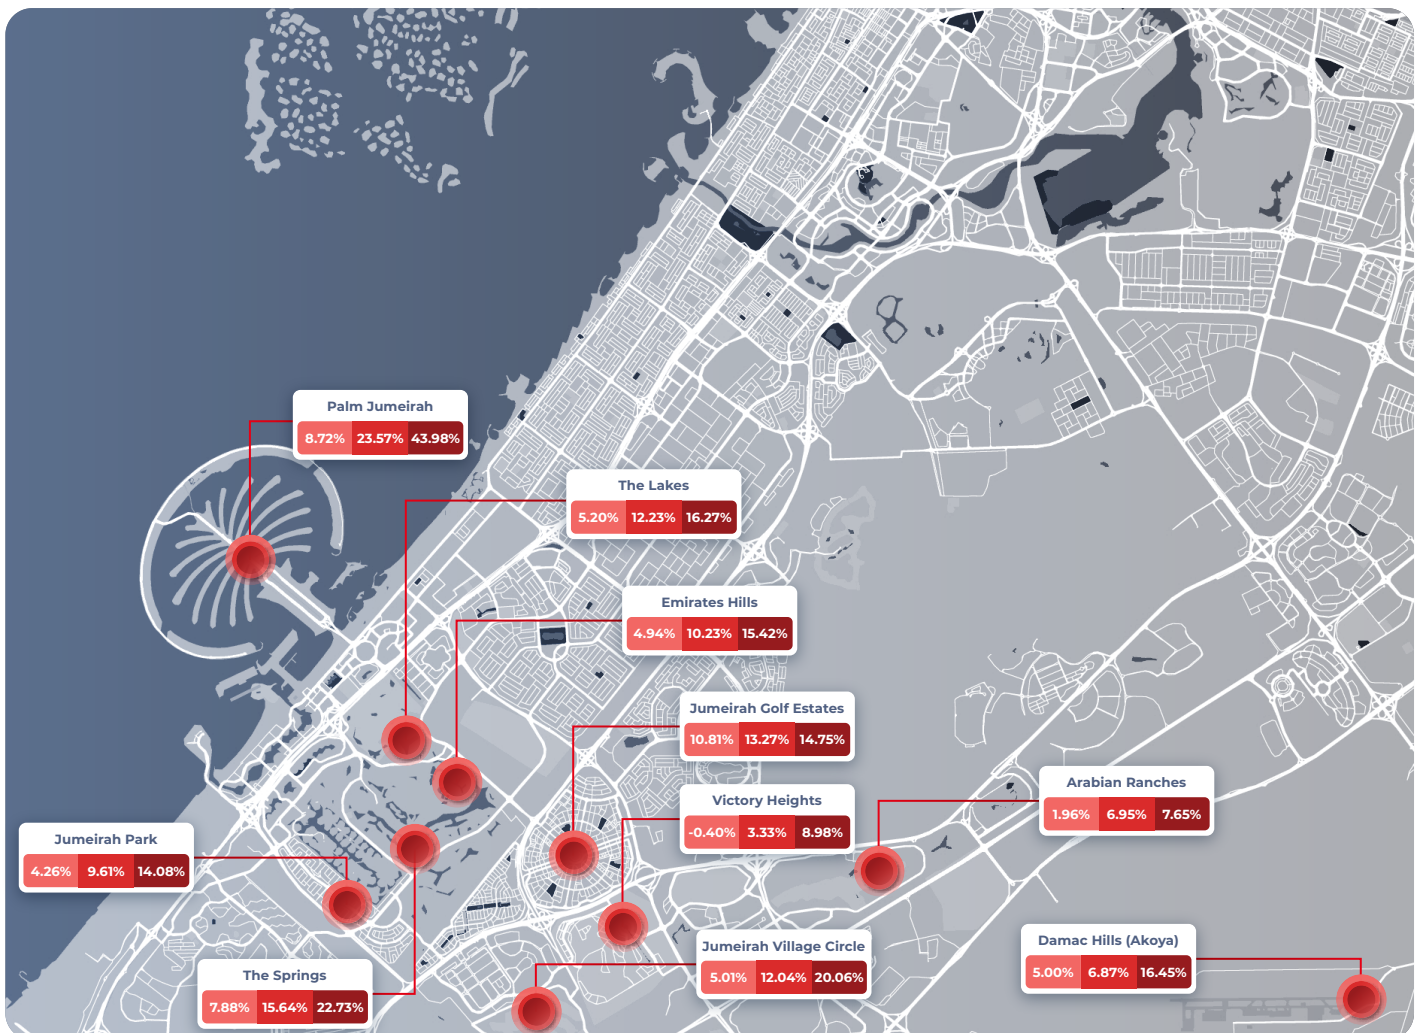 Palm Jumeirah
8.72% 23.57% 43.98%
The Lakes
5.20% 12.23% 16.27%
Emirates Hills
4.94% 10.23% 15.42%
Jumeirah Golf Estates
10.81% 13.27% 14.75%
Arabian Ranches
1.96% 6.95% 7.65%
Victory Heights
-0.40% 3.33% 8.98%
Jumeirah Park
4.26% 9.61% 14.08%
Jumeirah Village Circle
5.01% 12.04% 20.06%
Damac Hills (Akoya)
5.00% 6.87% 16.45%
The Springs
7.88% 15.64% 22.73%